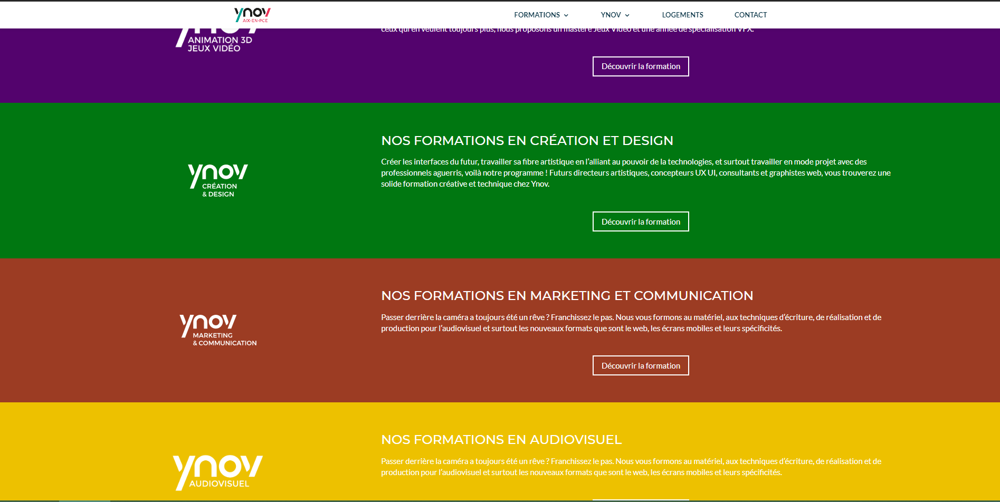 ynov
AIX-EN-PCE
FORMATIONS
YNOV
LOGEMENTS
CONTACT
ynov
ANIMATION 3D
JEUX VIDÉO
ceux qui en veulent toujours plus, nous proposons un mastère Jeux Vidéo et une année de spécialisation VFX.
Découvrir la formation
ynov
CRÉATION
& DESIGN
NOS FORMATIONS EN CRÉATION ET DESIGN
Créer les interfaces du futur, travailler sa fibre artistique en l'alliant au pouvoir de la technologies, et surtout travailler en mode projet avec des
professionnels aguerris, voilà notre programme ! Futurs directeurs artistiques, concepteurs UX UI, consultants et graphistes web, vous trouverez une
solide formation créative et technique chez Ynov.
Découvrir la formation
ynov
MARKETING
& COMMUNICATION
NOS FORMATIONS EN MARKETING ET COMMUNICATION
Passer derrière la caméra a toujours été un rêve ? Franchissez le pas. Nous vous formons au matériel, aux techniques d'écriture, de réalisation et de
production pour l'audiovisuel et surtout les nouveaux formats que sont le web, les écrans mobiles et leurs spécificités.
Découvrir la formation
ynov
AUDIOVISUEL
NOS FORMATIONS EN AUDIOVISUEL
Passer derrière la caméra a toujours été un rêve ? Franchissez le pas. Nous vous formons au matériel, aux techniques d'écriture, de réalisation et de
production pour l'audiovisuel et surtout les nouveaux formats que sont le web, les écrans mobiles et leurs spécificités.